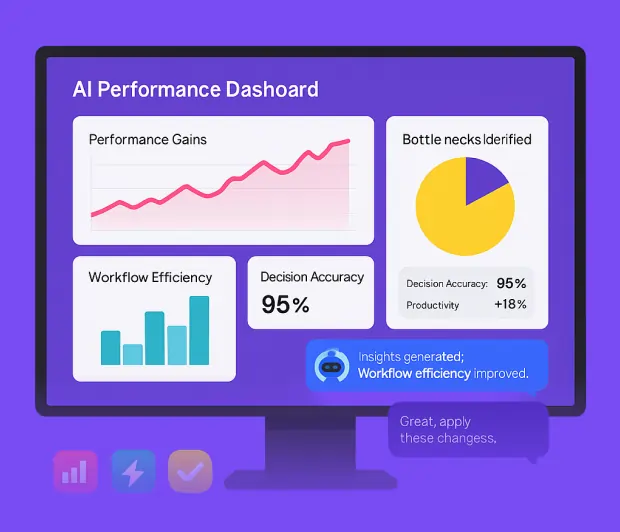 AI Performance Dashoard
Performance Gains
Bottle necks Iderified
Workflow Efficiency
Decision Accuracy
95%
Decision Accuracy: 95%
Productivity +18%
Insights generated;
Workflow efficiency improved.
Great, apply
these changess.